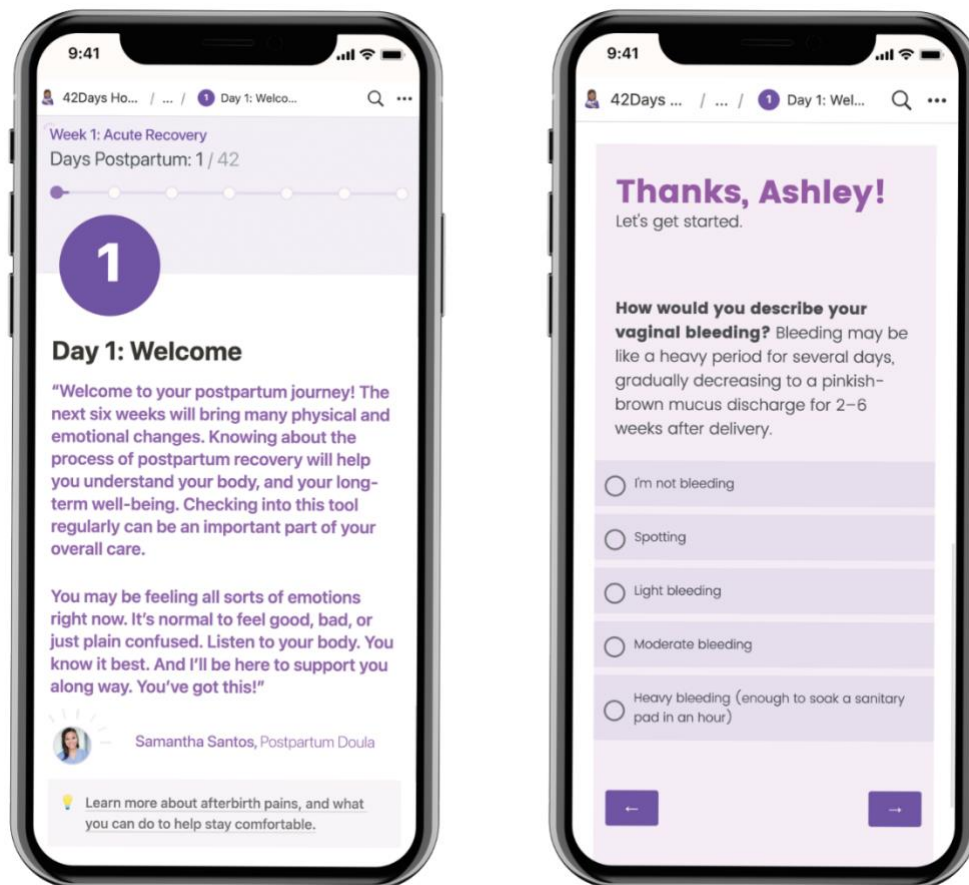 9:41
42Days Ho... / ... / 1 Day 1: Welco...
Week 1: Acute Recovery
Days Postpartum: 1 / 42
1
Day 1: Welcome
“Welcome to your postpartum journey! The
next six weeks will bring many physical and
emotional changes. Knowing about the
process of postpartum recovery will help
you understand your body, and your long-
term well-being. Checking into this tool
regularly can be an important part of your
overall care.
You may be feeling all sorts of emotions
right now. It’s normal to feel good, bad, or
just plain confused. Listen to your body. You
know it best. And I’ll be here to support you
along way. You’ve got this!”
Samantha Santos, Postpartum Doula
Learn more about afterbirth pains, and what
you can do to help stay comfortable.
9:41
42Days ... / ... / 1 Day 1: Wel...
Thanks, Ashley!
Let's get started.
How would you describe your
vaginal bleeding? Bleeding may be
like a heavy period for several days,
gradually decreasing to a pinkish-
brown mucus discharge for 2–6
weeks after delivery.
I'm not bleeding
Spotting
Light bleeding
Moderate bleeding
Heavy bleeding (enough to soak a sanitary
pad in an hour)